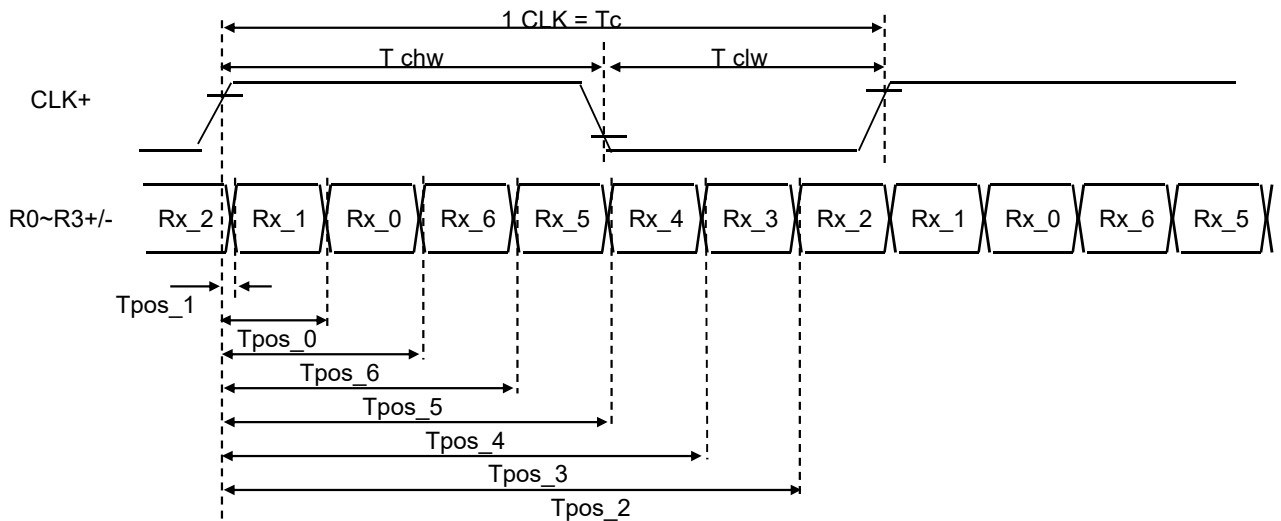 1 CLK = Tc
T chw T clw
CLK+
R0~R3+/- Rx_2 Rx_1 Rx_0 Rx_6 Rx_5 Rx_4 Rx_3 Rx_2 Rx_1 Rx_0 Rx_6 Rx_5
Tpos_1
Tpos_0
Tpos_6
Tpos_5
Tpos_4
Tpos_3
Tpos_2